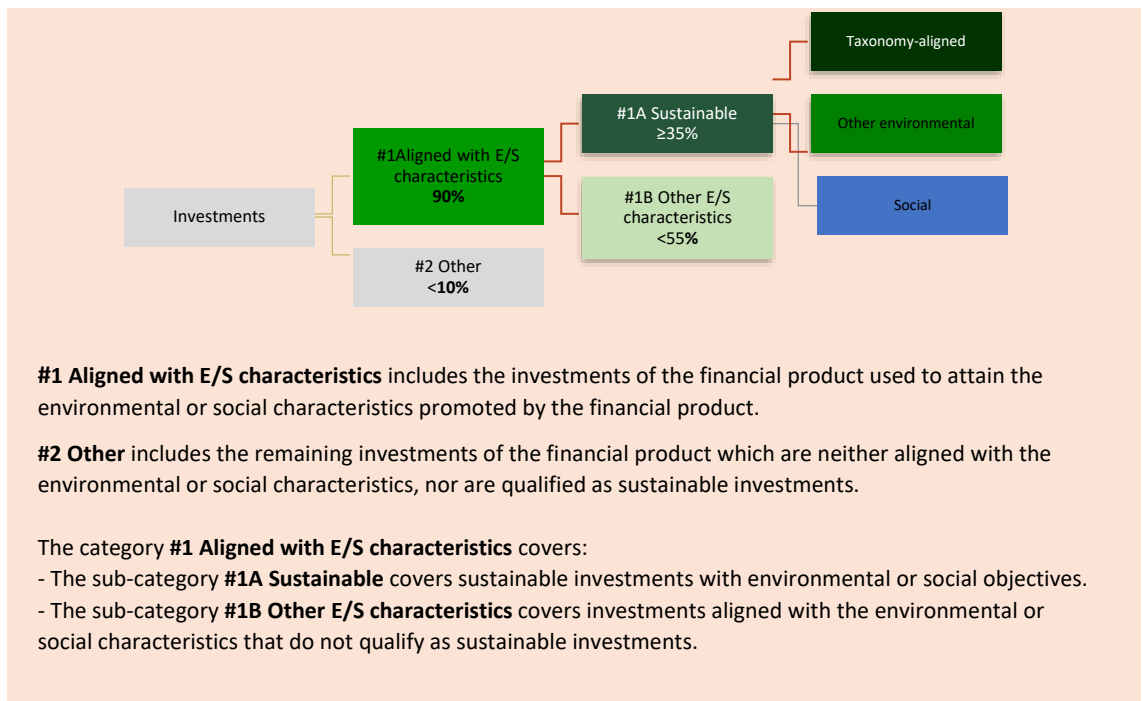 Taxonomy-aligned
#1A Sustainable
≥35%
Other environmental
#1Aligned with E/S
characteristics
90%
#1B Other E/S
characteristics
<55%
Investments
Social
#2 Other
<10%
#1 Aligned with E/S characteristics includes the investments of the financial product used to attain the
environmental or social characteristics promoted by the financial product.
#2 Other includes the remaining investments of the financial product which are neither aligned with the
environmental or social characteristics, nor are qualified as sustainable investments.
The category #1 Aligned with E/S characteristics covers:
- The sub-category #1A Sustainable covers sustainable investments with environmental or social objectives.
- The sub-category #1B Other E/S characteristics covers investments aligned with the environmental or
social characteristics that do not qualify as sustainable investments.